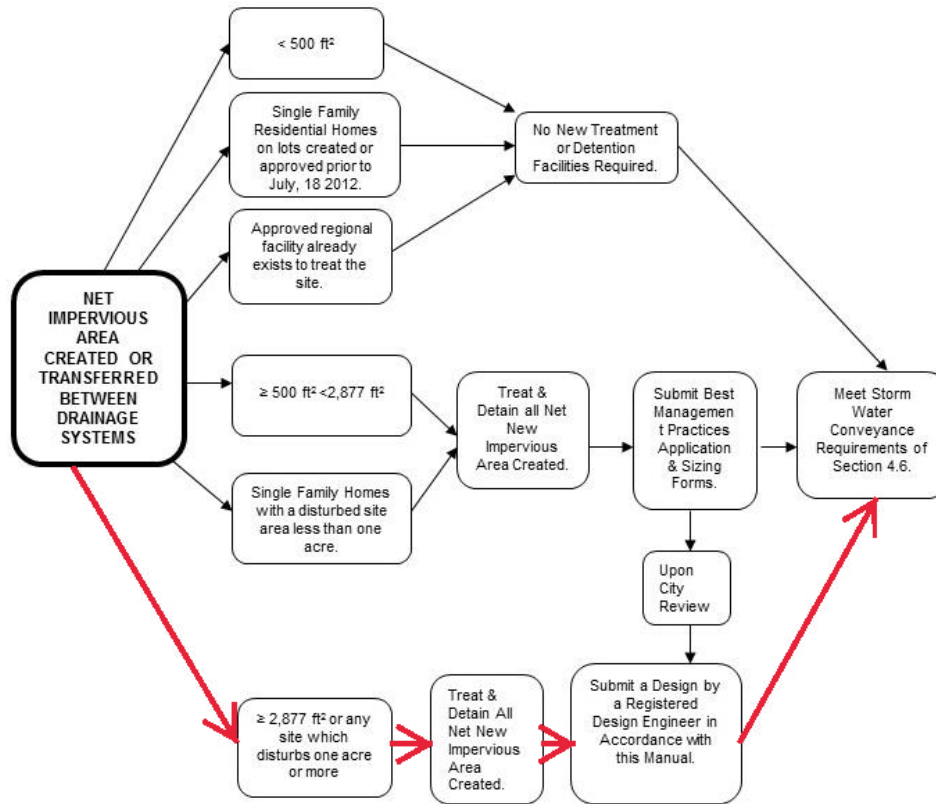 < 500 ft²
Single Family
Residential Homes
on lots created or
approved prior to
July, 18 2012.
No New Treatment
or Detention
Facilities Required.
Approved regional
facility already
exists to treat the
site.
NET
IMPERVIOUS
AREA
CREATED OR
TRANSFERRED
BETWEEN
DRAINAGE
SYSTEMS
≥ 500 ft² <2,877 ft²
Treat &
Detain all Net
New
Impervious
Area Created.
Submit Best
Managemen
t Practices
Application
& Sizing
Forms.
Meet Storm
Water
Conveyance
Requirements of
Section 4.6.
Single Family Homes
with a disturbed site
area less than one
acre.
Upon
City
Review
≥ 2,877 ft² or any
site which
disturbs one acre
or more
Treat &
Detain All
Net New
Impervious
Area
Created.
Submit a Design by
a Registered
Design Engineer in
Accordance with
this Manual.